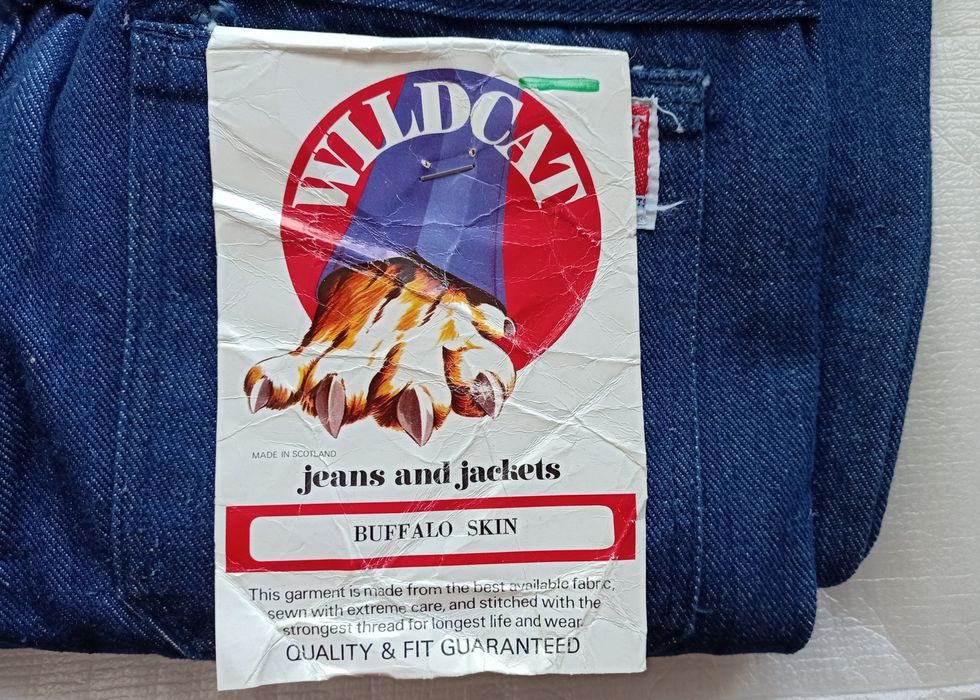 WILDCAT
MADE IN SCOTLAND
jeans and jackets
BUFFALO SKIN
This garment is made from the best available fabric,
sewn with extreme care, and stitched with the
strongest thread for longest life and wear.
QUALITY & FIT GUARANTEED